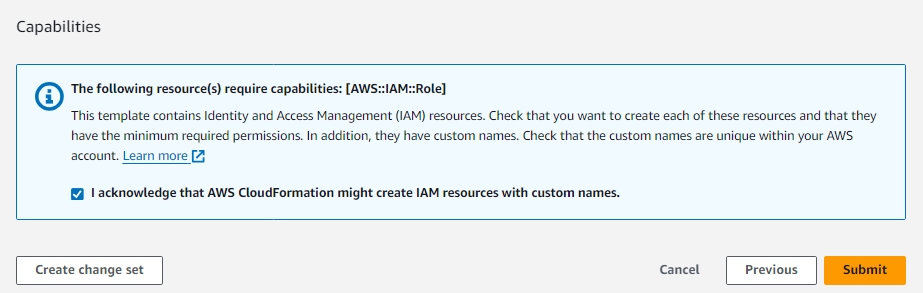 Capabilities
The following resource(s) require capabilities: [AWS::IAM::Role]
This template contains Identity and Access Management (IAM) resources. Check that you want to create each of these resources and that they
have the minimum required permissions. In addition, they have custom names. Check that the custom names are unique within your AWS
account. Learn more
I acknowledge that AWS CloudFormation might create IAM resources with custom names.
Create change set
Cancel
Previous
Submit